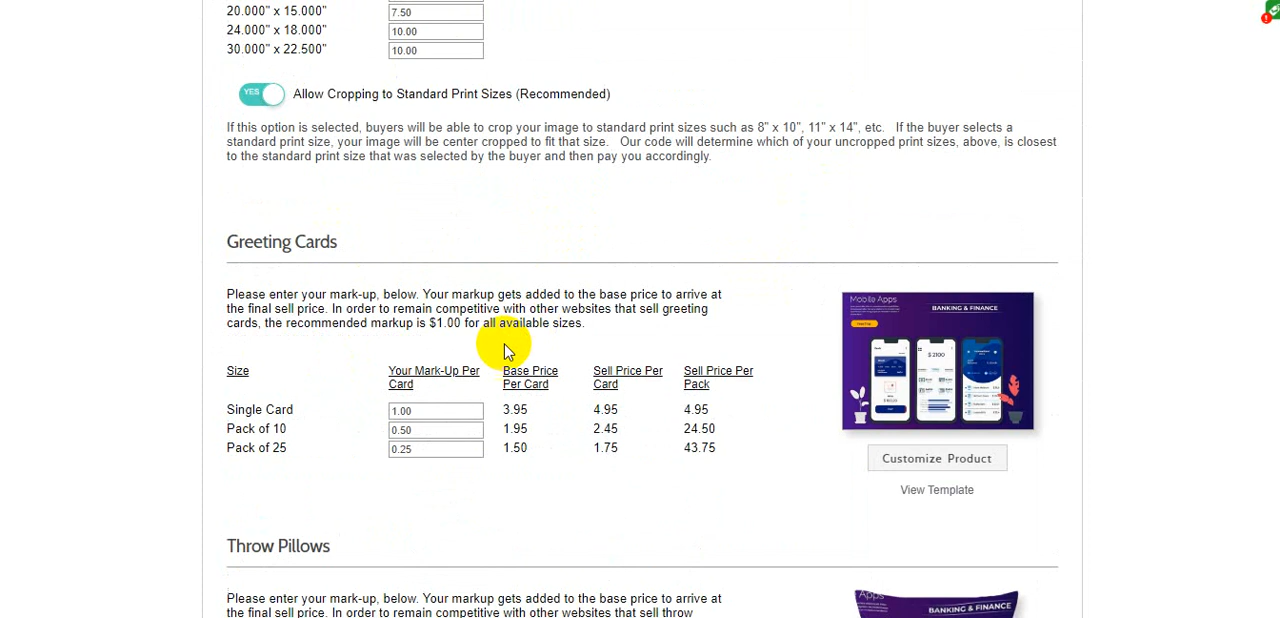 20.000" x 15.000" 7.50
24.000" x 18.000" 10.00
30.000" x 22.500" 10.00
YES Allow Cropping to Standard Print Sizes (Recommended)
If this option is selected, buyers will be able to crop your image to standard print sizes such as 8" x 10", 11" x 14", etc. If the buyer selects a
standard print size, your image will be center cropped to fit that size. Our code will determine which of your uncropped print sizes, above, is closest
to the standard print size that was selected by the buyer and then pay you accordingly.
Greeting Cards
Please enter your mark-up, below. Your markup gets added to the base price to arrive at
the final sell price. In order to remain competitive with other websites that sell greeting
cards, the recommended markup is $1.00 for all available sizes.
Size Your Mark-Up Per Card Base Price Per Card Sell Price Per Card Sell Price Per Pack
Single Card 1.00 3.95 4.95 4.95
Pack of 10 0.50 1.95 2.45 24.50
Pack of 25 0.25 1.50 1.75 43.75
Mobile Apps
BANKING & FINANCE
$2100
Customize Product
View Template
Throw Pillows
Please enter your mark-up, below. Your markup gets added to the base price to arrive at
the final sell price. In order to remain competitive with other websites that sell throw
Apps
BANKING & FINANCE